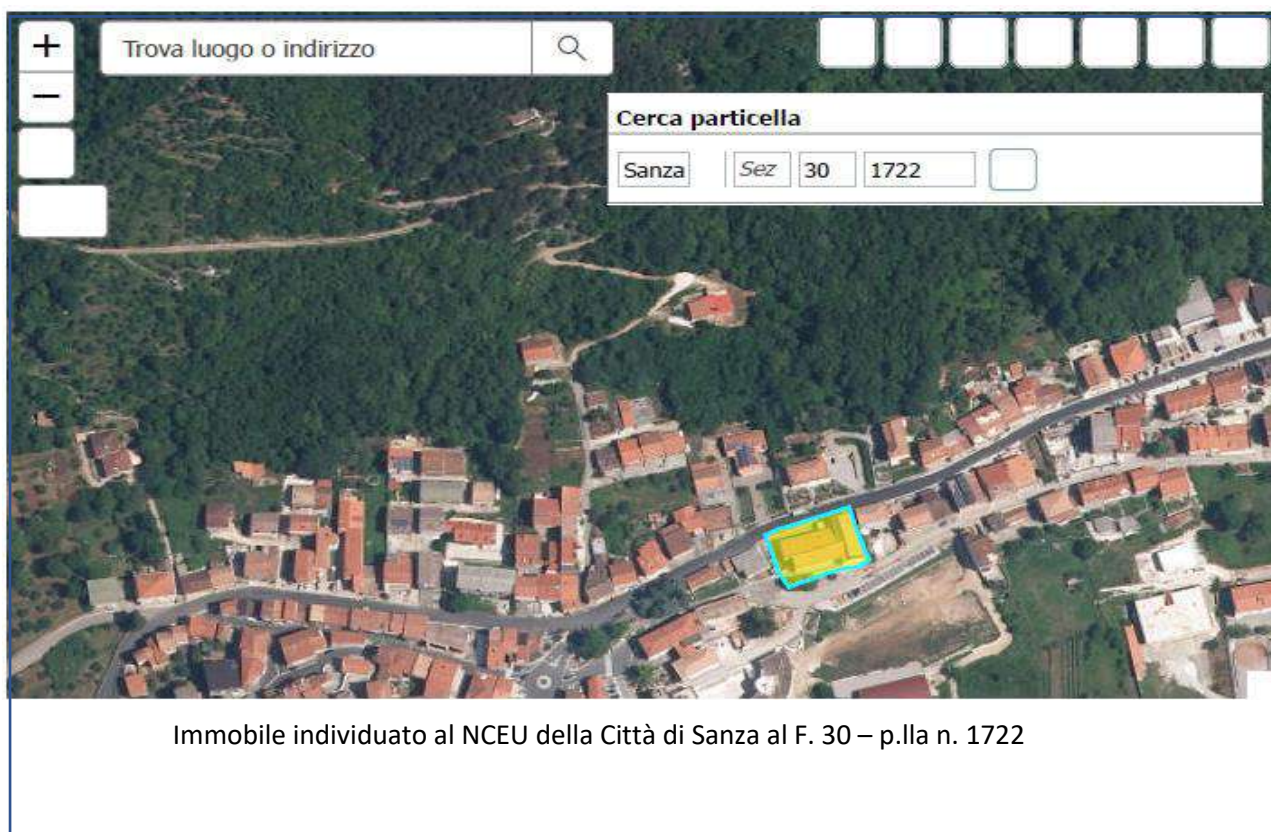 +
Trova luogo o indirizzo
−
Cerca particella
Sanza Sez 30 1722
Immobile individuato al NCEU della Città di Sanza al F. 30 – p.lla n. 1722